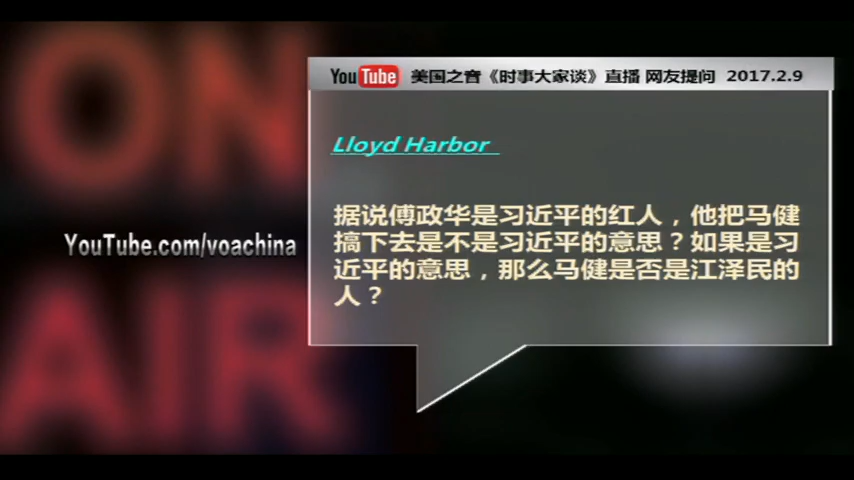 ON
AIR
YouTube.com/voachina
YouTube 美国之音《时事大家谈》直播 网友提问 2017.2.9
Lloyd Harbor
据说傅政华是习近平的红人，他把马健
搞下去是不是习近平的意思？如果是习
近平的意思，那么马健是否是江泽民的
人？